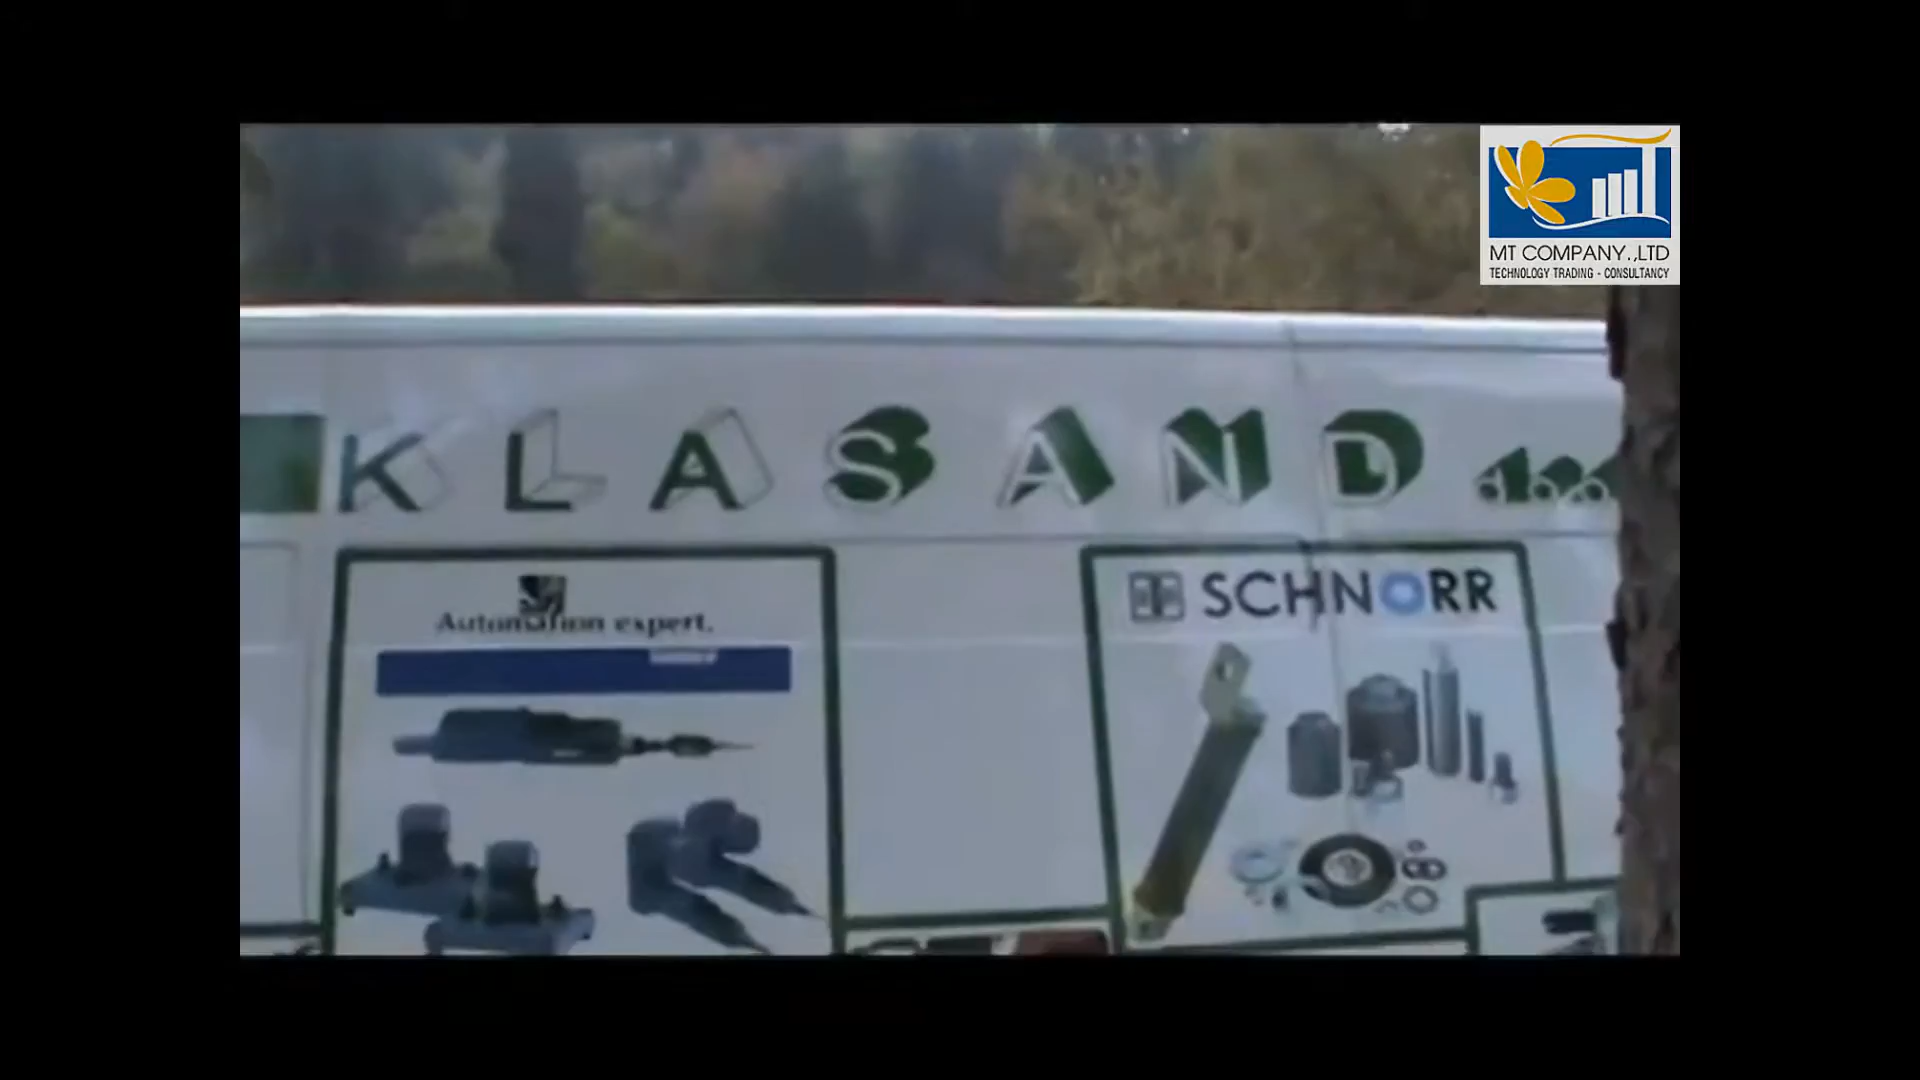 MT COMPANY.,LTD
TECHNOLOGY TRADING - CONSULTANCY
KLASAND d.o.o.
Automation expert.
SCHNORR